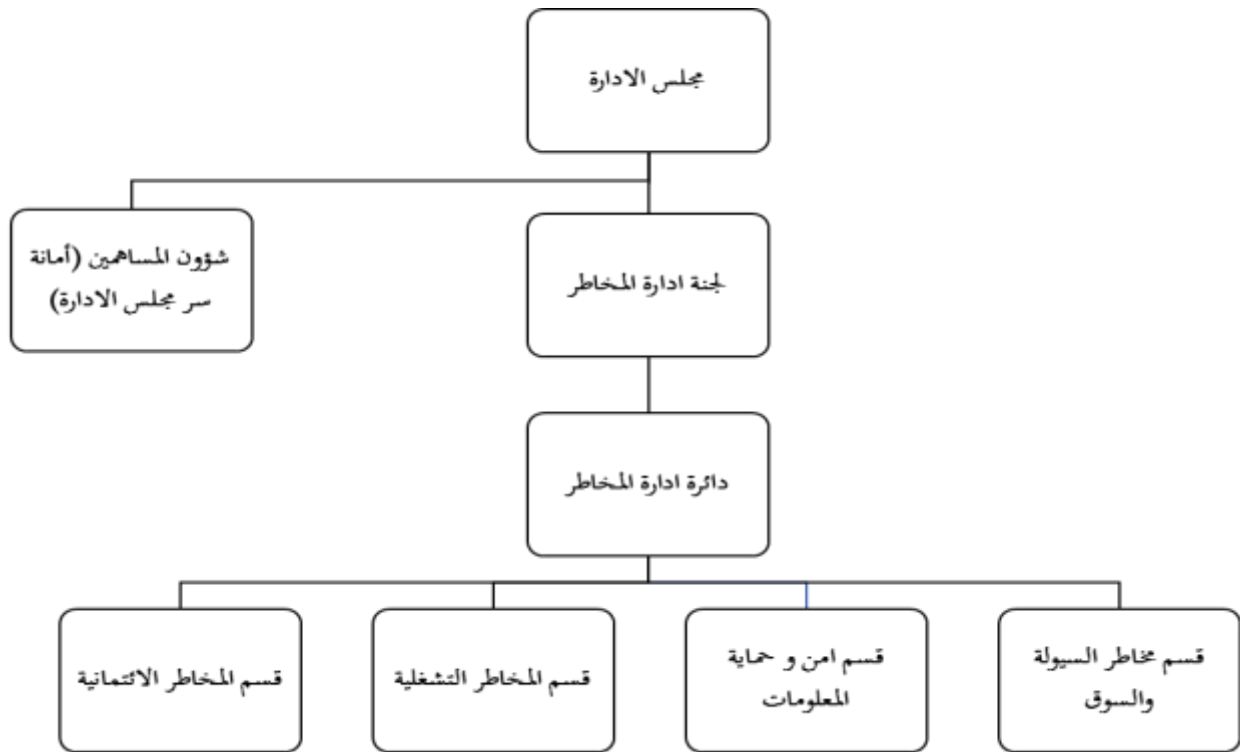 مجلس الادارة
شؤون المساهمين (أمانة
سر مجلس الادارة)
لجنة ادارة المخاطر
دائرة ادارة المخاطر
قسم مخاطر السيولة
والسوق
قسم امن و حماية
المعلومات
قسم المخاطر التشغلية
قسم المخاطر الائتمانية